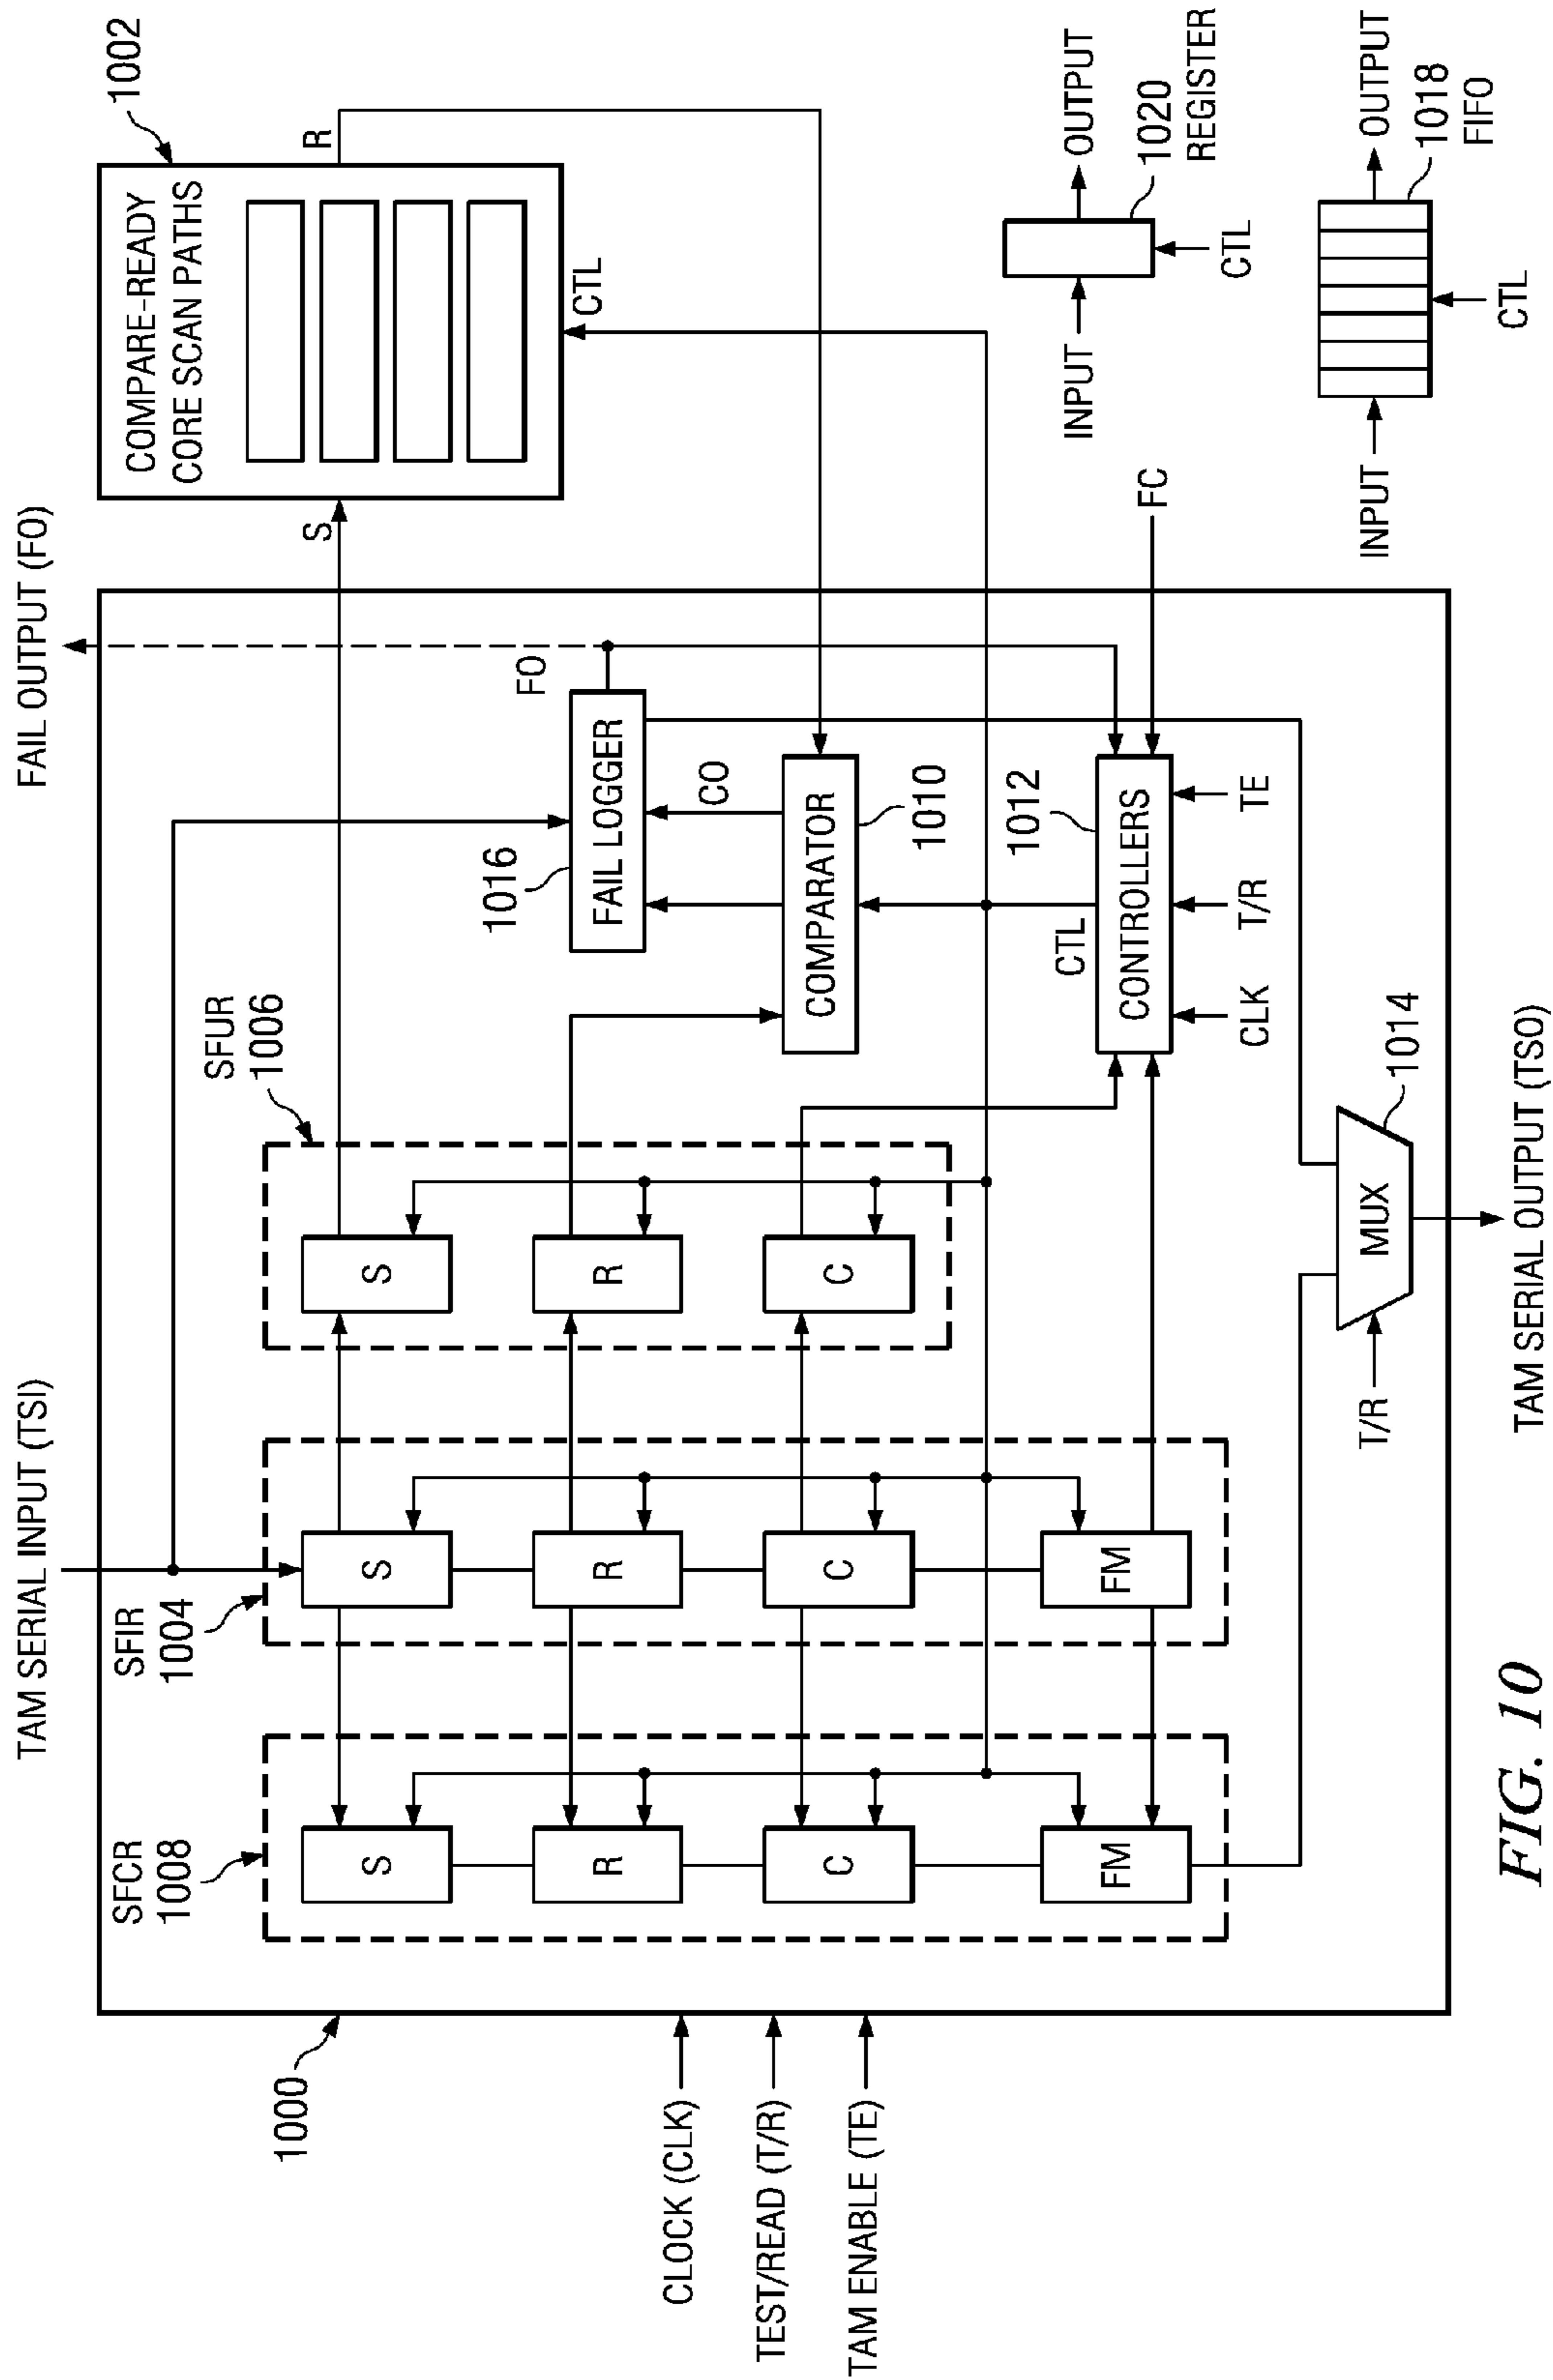 TAM SERIAL INPUT (TSI)
FAIL OUTPUT (FO)
1000
CLOCK (CLK)
TEST/READ (T/R)
TAM ENABLE (TE)
SFCR
1008
S
R
C
FM
SFIR
1004
S
R
C
FM
SFUR
1006
S
R
C
1016
FAIL LOGGER
FO
CO
COMPARATOR
1010
CTL
1012
CONTROLLERS
CLK
T/R
TE
FC
T/R
MUX
1014
TAM SERIAL OUTPUT (TSO)
S
COMPARE-READY
CORE SCAN PATHS
1002
R
CTL
INPUT
OUTPUT
1020
REGISTER
CTL
INPUT
OUTPUT
1018
FIFO
CTL
FIG. 10